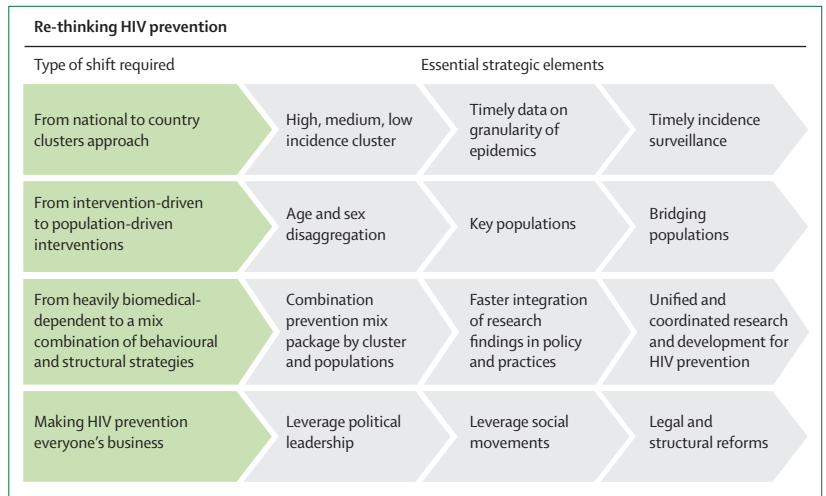 Re-thinking HIV prevention
Type of shift required
Essential strategic elements
From national to country
clusters approach
High, medium, low
incidence cluster
Timely data on
granularity of
epidemics
Timely incidence
surveillance
From intervention-driven
to population-driven
interventions
Age and sex
disaggregation
Key populations
Bridging
populations
From heavily biomedical-
dependent to a mix
combination of behavioural
and structural strategies
Combination
prevention mix
package by cluster
and populations
Faster integration
of research
findings in policy
and practices
Unified and
coordinated research
and development for
HIV prevention
Making HIV prevention
everyone’s business
Leverage political
leadership
Leverage social
movements
Legal and
structural reforms